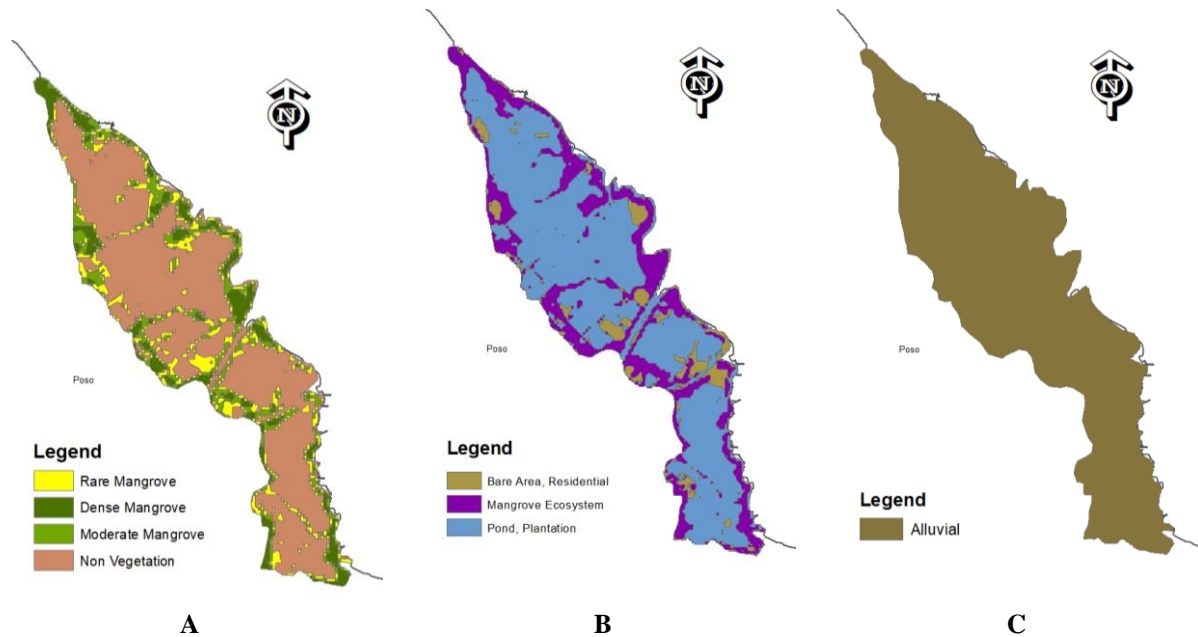 N
Poso
Legend
Rare Mangrove
Dense Mangrove
Moderate Mangrove
Non Vegetation
A
N
Poso
Legend
Bare Area, Residential
Mangrove Ecosystem
Pond, Plantation
B
N
Poso
Legend
Alluvial
C